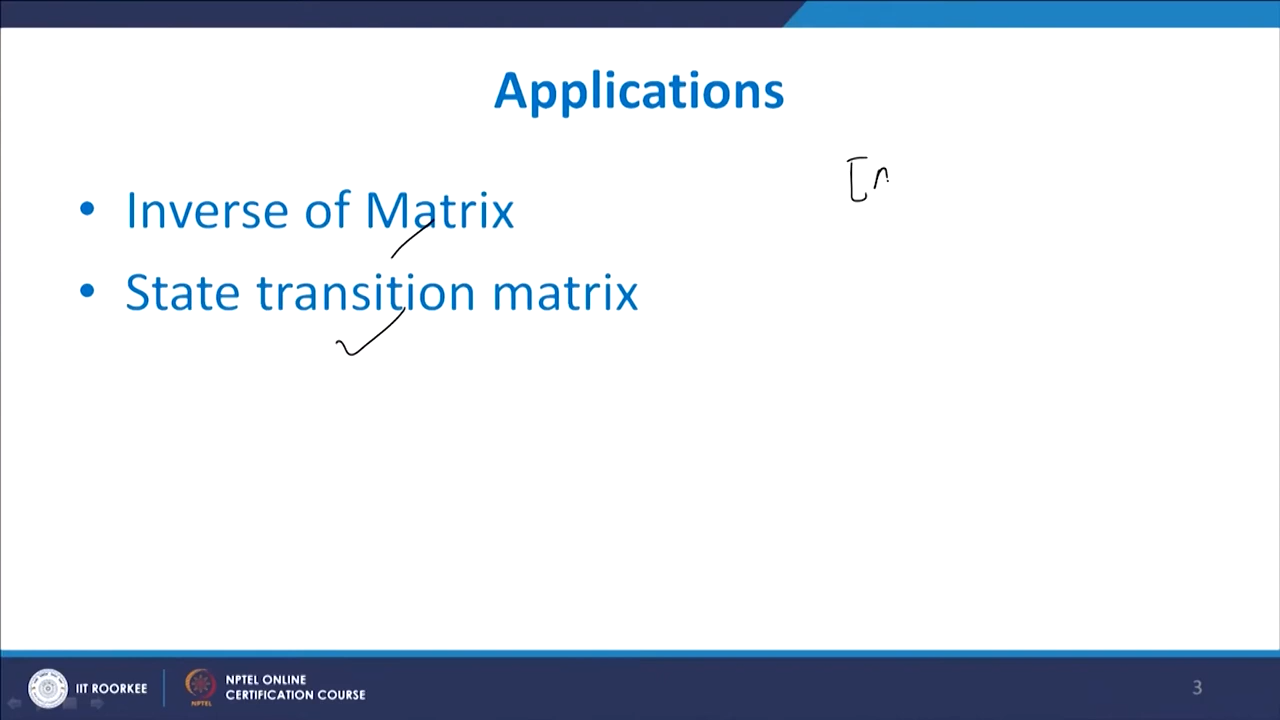 Applications
• Inverse of Matrix
• State transition matrix
IIT ROORKEE
NPTEL ONLINE
CERTIFICATION COURSE
3